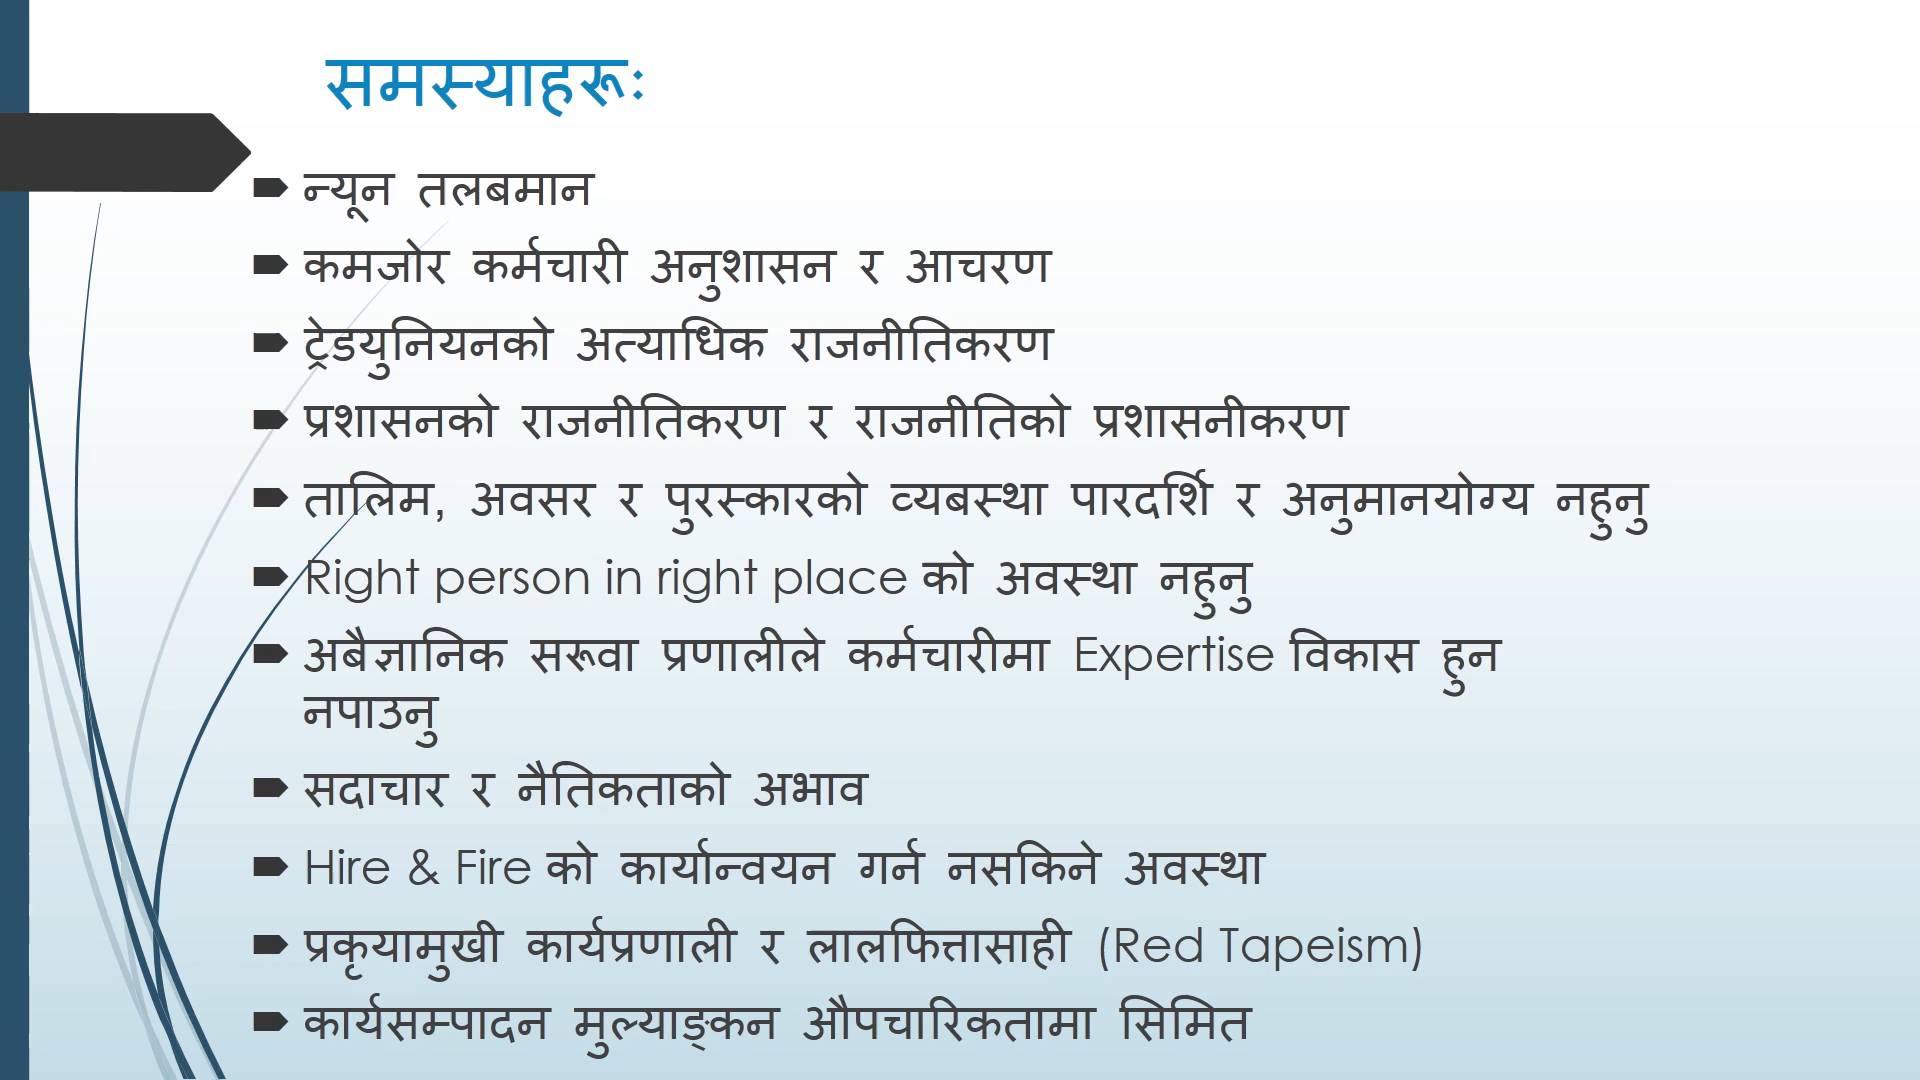 समस्याहरूः
न्यून तलबमान
कमजोर कर्मचारी अनुशासन र आचरण
ट्रेडयुनियनको अत्याधिक राजनीतिकरण
प्रशासनको राजनीतिकरण र राजनीतिको प्रशासनीकरण
तालिम, अवसर र पुरस्कारको व्यबस्था पारदर्शि र अनुमानयोग्य नहुनु
Right person in right place को अवस्था नहुनु
अबैज्ञानिक सरूवा प्रणालीले कर्मचारीमा Expertise विकास हुन
नपाउनु
सदाचार र नैतिकताको अभाव
Hire & Fire को कार्यान्वयन गर्न नसकिने अवस्था
प्रकृयामुखी कार्यप्रणाली र लालफित्तासाही (Red Tapeism)
कार्यसम्पादन मुल्याङ्कन औपचारिकतामा सिमित